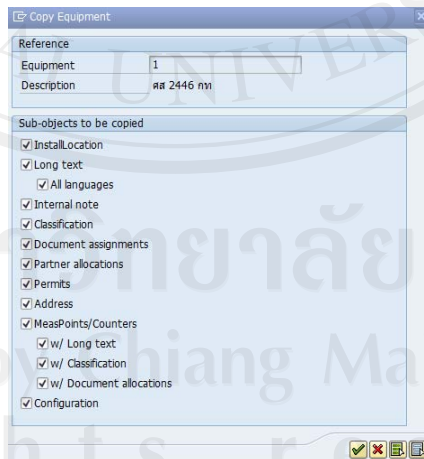 Copy Equipment
Reference
Equipment 1
Description ศส 2446 กท
Sub-objects to be copied
InstallLocation
Long text
All languages
Internal note
Classification
Document assignments
Partner allocations
Permits
Address
MeasPoints/Counters
w/ Long text
w/ Classification
w/ Document allocations
Configuration